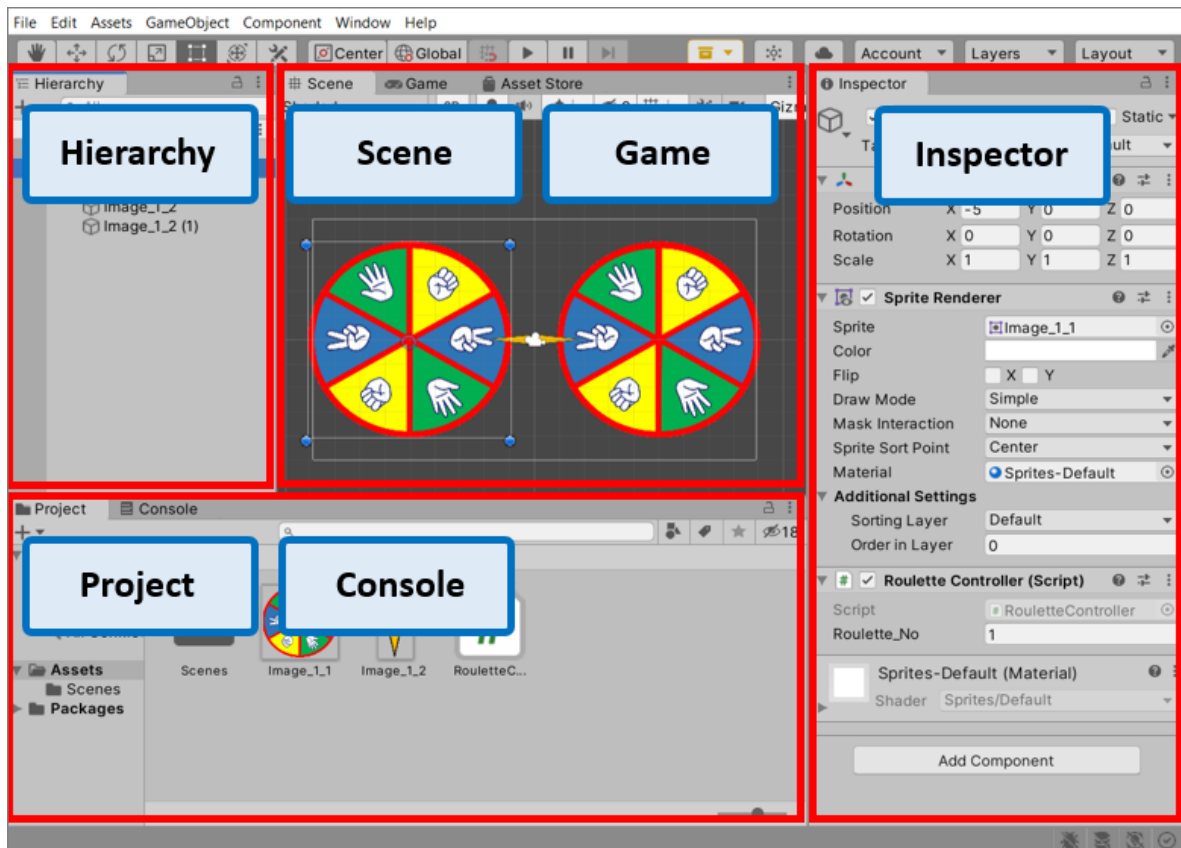 File Edit Assets GameObject Component Window Help
Center Global Account Layers Layout
Hierarchy
Scene Game Asset Store
Inspector
Static
Hierarchy
Scene
Game
Inspector
Image_1_2
Image_1_2 (1)
Position X -5 Y 0 Z 0
Rotation X 0 Y 0 Z 0
Scale X 1 Y 1 Z 1
Sprite Renderer
Sprite Image_1_1
Color
Flip X Y
Draw Mode Simple
Mask Interaction None
Sprite Sort Point Center
Material Sprites-Default
Additional Settings
Sorting Layer Default
Order in Layer 0
Roulette Controller (Script)
Script # RouletteController
Roulette_No 1
Sprites-Default (Material)
Shader Sprites/Default
Add Component
Project Console
18
Project
Console
Assets
Scenes
Packages
Scenes Image_1_1 Image_1_2 RouletteC...